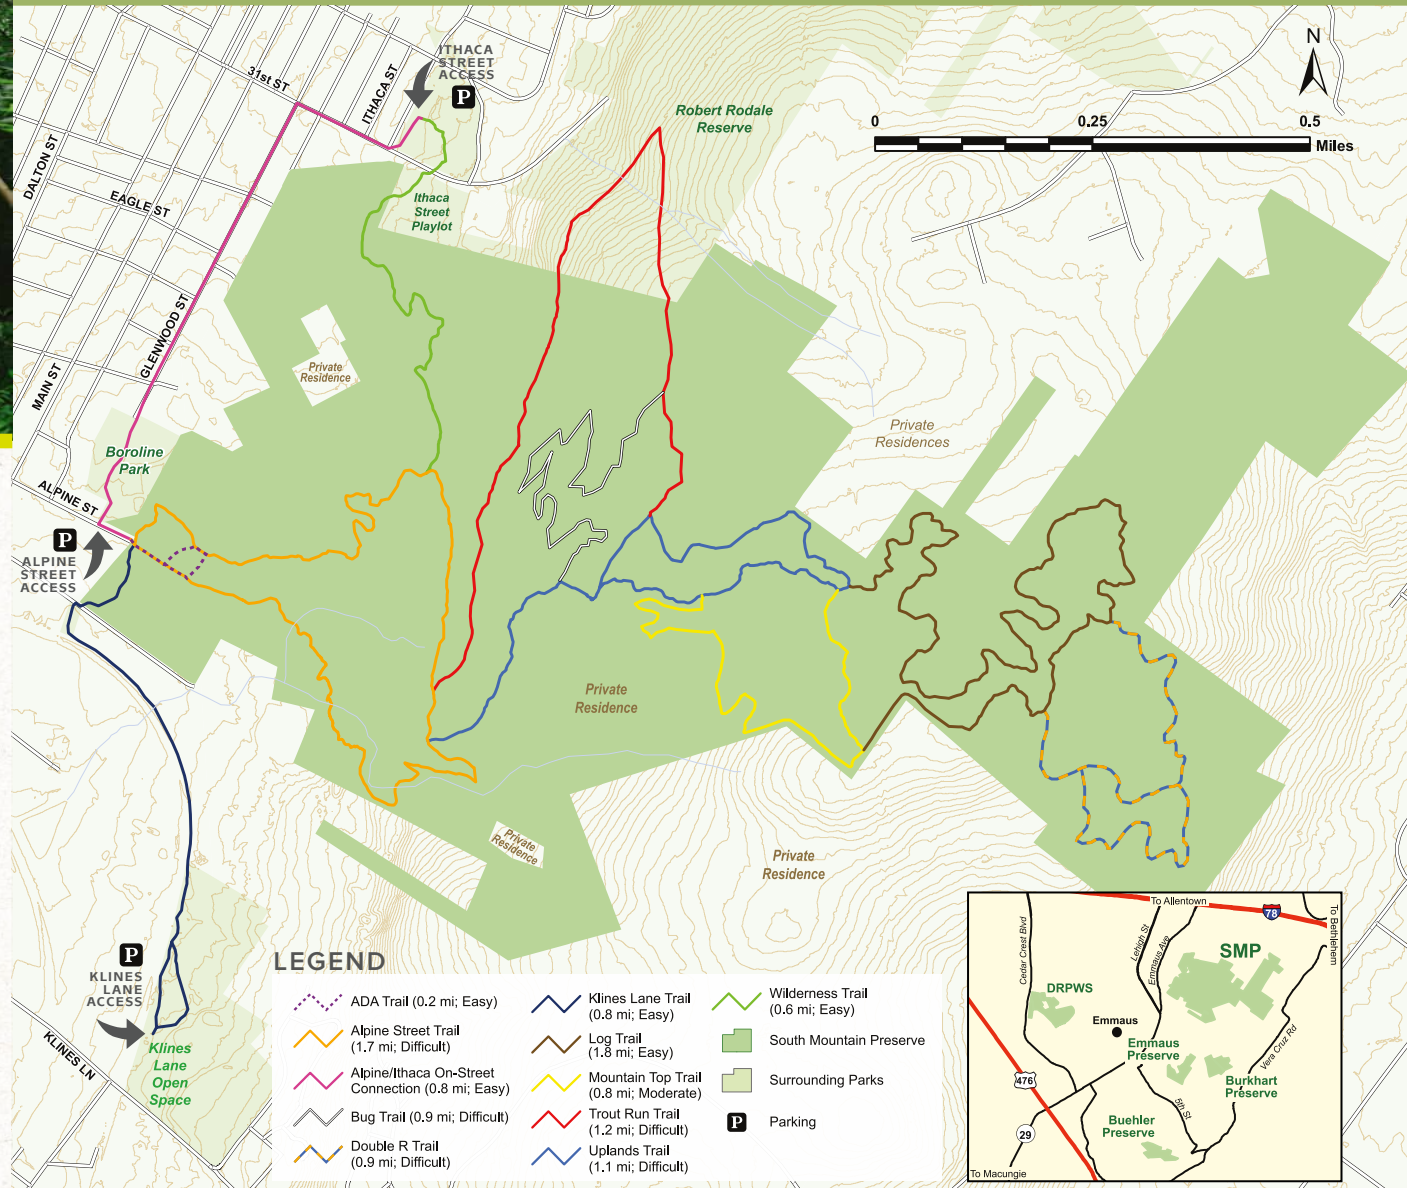 ITHACA
STREET
ACCESS
P
31st ST
ITHACA ST
N
0 0.25 0.5
Miles
Robert Rodale
Reserve
DALTON ST
EAGLE ST
Ithaca
Street
Playlot
GLENWOOD ST
MAIN ST
Private
Residence
Private
Residences
Boroline
Park
ALPINE ST
P
ALPINE
STREET
ACCESS
Private
Residence
Private
Residence
Private
Residence
P
KLINES
LANE
ACCESS
KLINES LN
Klines
Lane
Open
Space
LEGEND
ADA Trail (0.2 mi; Easy)
Alpine Street Trail
(1.7 mi; Difficult)
Alpine/Ithaca On-Street
Connection (0.8 mi; Easy)
Bug Trail (0.9 mi; Difficult)
Double R Trail
(0.9 mi; Difficult)
Klines Lane Trail
(0.8 mi; Easy)
Log Trail
(1.8 mi; Easy)
Mountain Top Trail
(0.8 mi; Moderate)
Trout Run Trail
(1.2 mi; Difficult)
Uplands Trail
(1.1 mi; Difficult)
Wilderness Trail
(0.6 mi; Easy)
South Mountain Preserve
Surrounding Parks
P Parking
To Allentown
78
To Bethlehem
Cedar Crest Blvd
Lehigh St
Emmaus Ave
SMP
DRPWS
Emmaus
Emmaus
Preserve
Vera Cruz Rd
476
Burkhart
Preserve
5th St
Buehler
Preserve
29
To Macungie